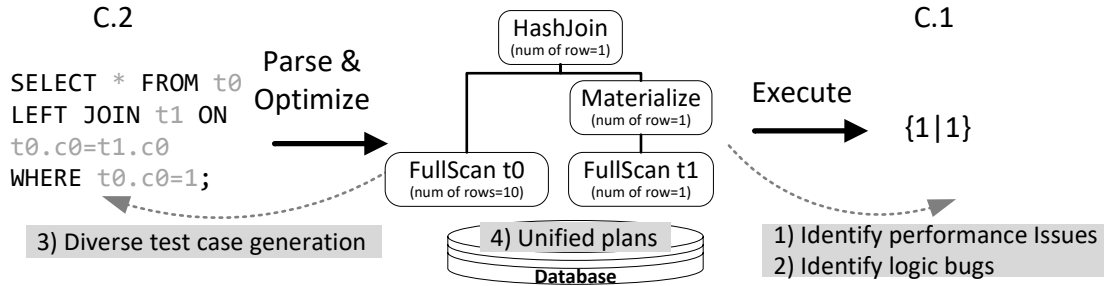 C.2
SELECT * FROM t0
LEFT JOIN t1 ON
t0.c0=t1.c0
WHERE t0.c0=1;
Parse &
Optimize
HashJoin
(num of row=1)
Materialize
(num of row=1)
FullScan t0
(num of rows=10)
FullScan t1
(num of row=1)
Execute
C.1
{1|1}
3) Diverse test case generation
4) Unified plans
Database
1) Identify performance Issues
2) Identify logic bugs